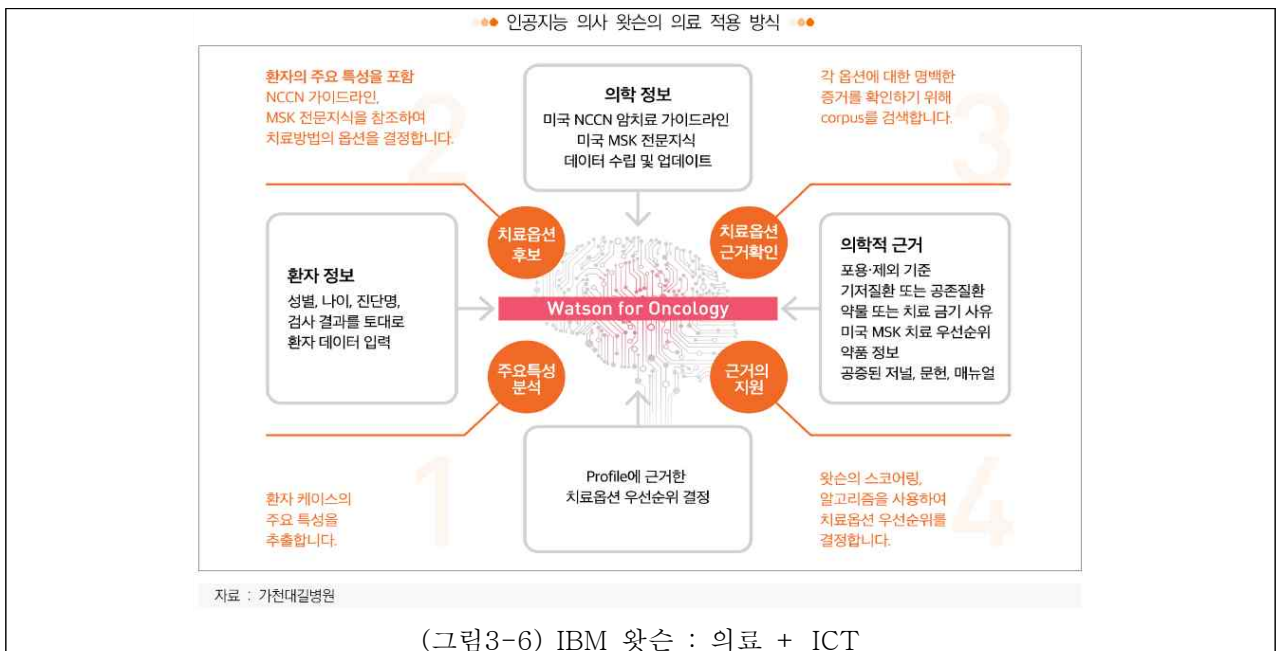 인공지능 의사 왓슨의 의료 적용 방식
환자의 주요 특성을 포함
NCCN 가이드라인,
MSK 전문지식을 참조하여
치료방법의 옵션을 결정합니다.
2
의학 정보
미국 NCCN 암치료 가이드라인
미국 MSK 전문지식
데이터 수립 및 업데이트
각 옵션에 대한 명백한
증거를 확인하기 위해
corpus를 검색합니다.
3
치료옵션
후보
치료옵션
근거확인
환자 정보
성별, 나이, 진단명,
검사 결과를 토대로
환자 데이터 입력
Watson for Oncology
의학적 근거
포용·제외 기준
기저질환 또는 공존질환
약물 또는 치료 금기 사유
미국 MSK 치료 우선순위
약품 정보
공증된 저널, 문헌, 매뉴얼
주요특성
분석
근거의
지원
환자 케이스의
주요 특성을
추출합니다.
1
Profile에 근거한
치료옵션 우선순위 결정
왓슨의 스코어링,
알고리즘을 사용하여
치료옵션 우선순위를
결정합니다.
4
자료 : 가천대길병원
(그림3-6) IBM 왓슨 : 의료 + ICT